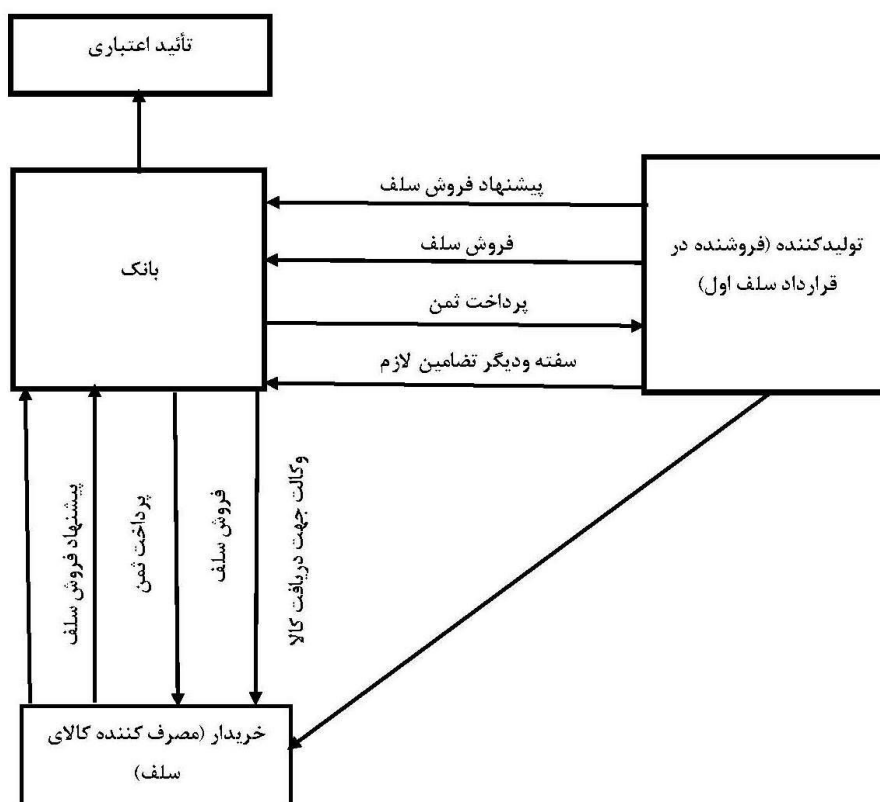 تأئید اعتباری
پیشنهاد فروش سلف
تولیدکننده (فروشنده در
قرارداد سلف اول)
بانک
فروش سلف
پرداخت ثمن
سفته ودیگر تضامین لازم
وکالت جهت دریافت کالا
فروش سلف
پرداخت ثمن
پیشنهاد فروش سلف
خریدار (مصرف کننده کالای
سلف)